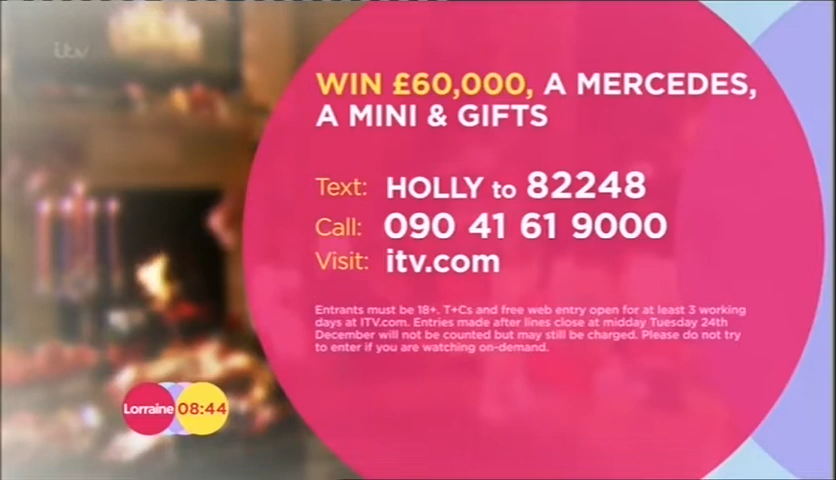 itv
WIN £60,000, A MERCEDES,
A MINI & GIFTS
Text: HOLLY to 82248
Call: 090 41 61 9000
Visit: itv.com
Entrants must be 18+. T+Cs and free web entry open for at least 3 working
days at ITV.com. Entries made after lines close at midday Tuesday 24th
December will not be counted but may still be charged. Please do not try
to enter if you are watching on-demand.
Lorraine 08:44